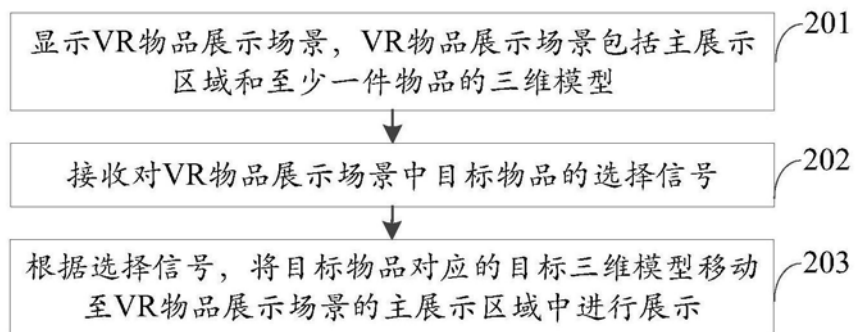 显示VR物品展示场景，VR物品展示场景包括主展示
区域和至少一件物品的三维模型
201
接收对VR物品展示场景中目标物品的选择信号
202
根据选择信号，将目标物品对应的目标三维模型移动
至VR物品展示场景的主展示区域中进行展示
203